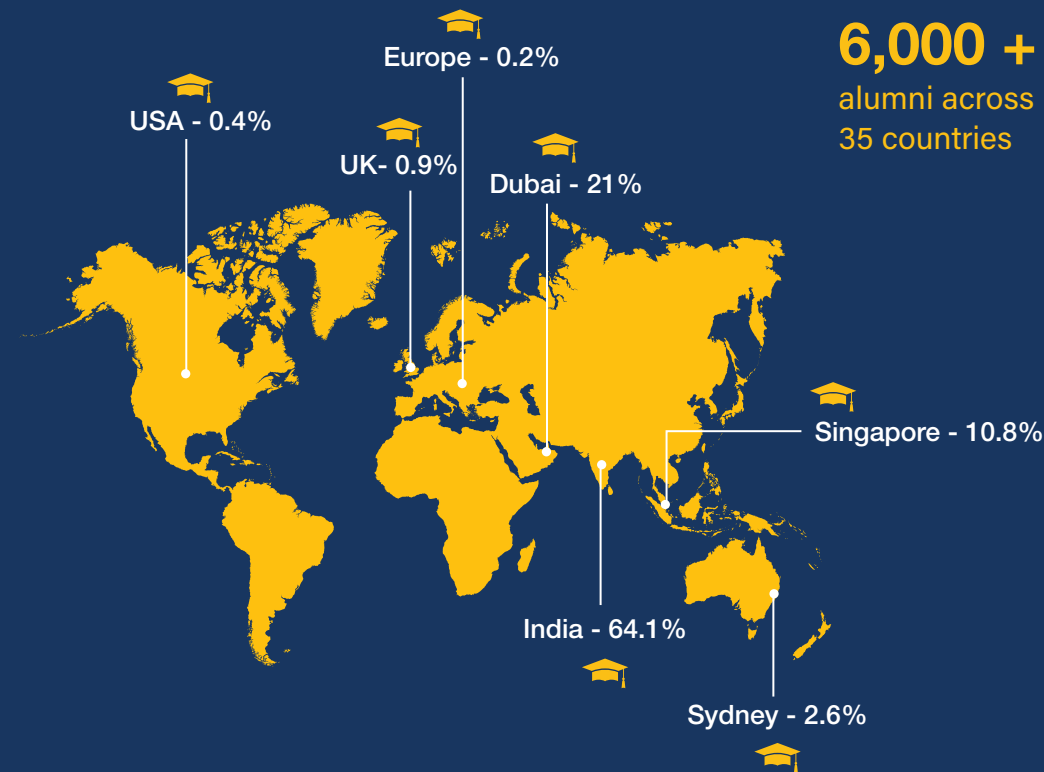 6,000 +
alumni across
35 countries
Europe - 0.2%
USA - 0.4%
UK- 0.9%
Dubai - 21%
Singapore - 10.8%
India - 64.1%
Sydney - 2.6%